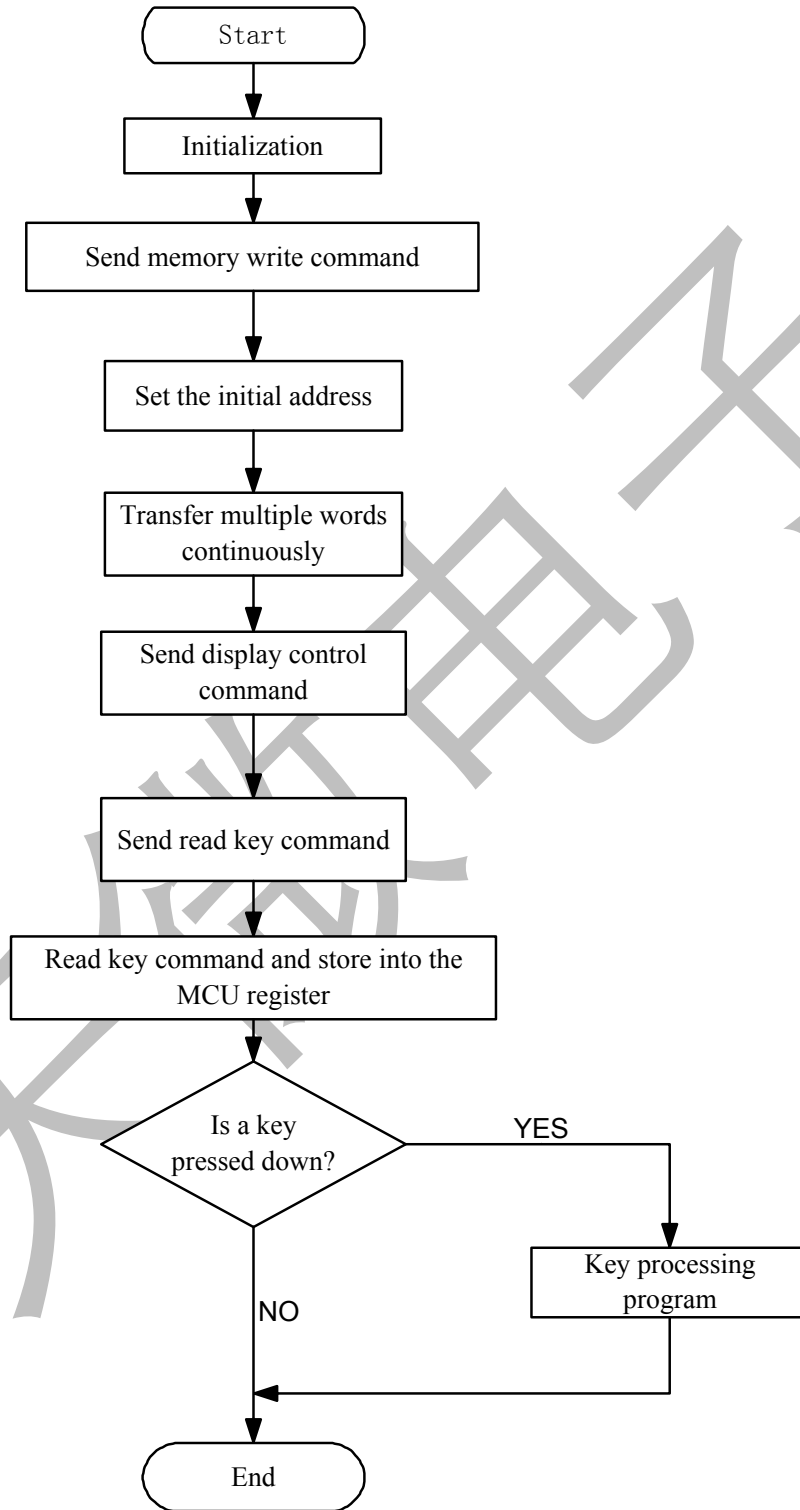 Start
Initialization
Send memory write command
Set the initial address
Transfer multiple words
continuously
Send display control
command
Send read key command
Read key command and store into the
MCU register
Is a key
pressed down?
YES
Key processing
program
NO
End